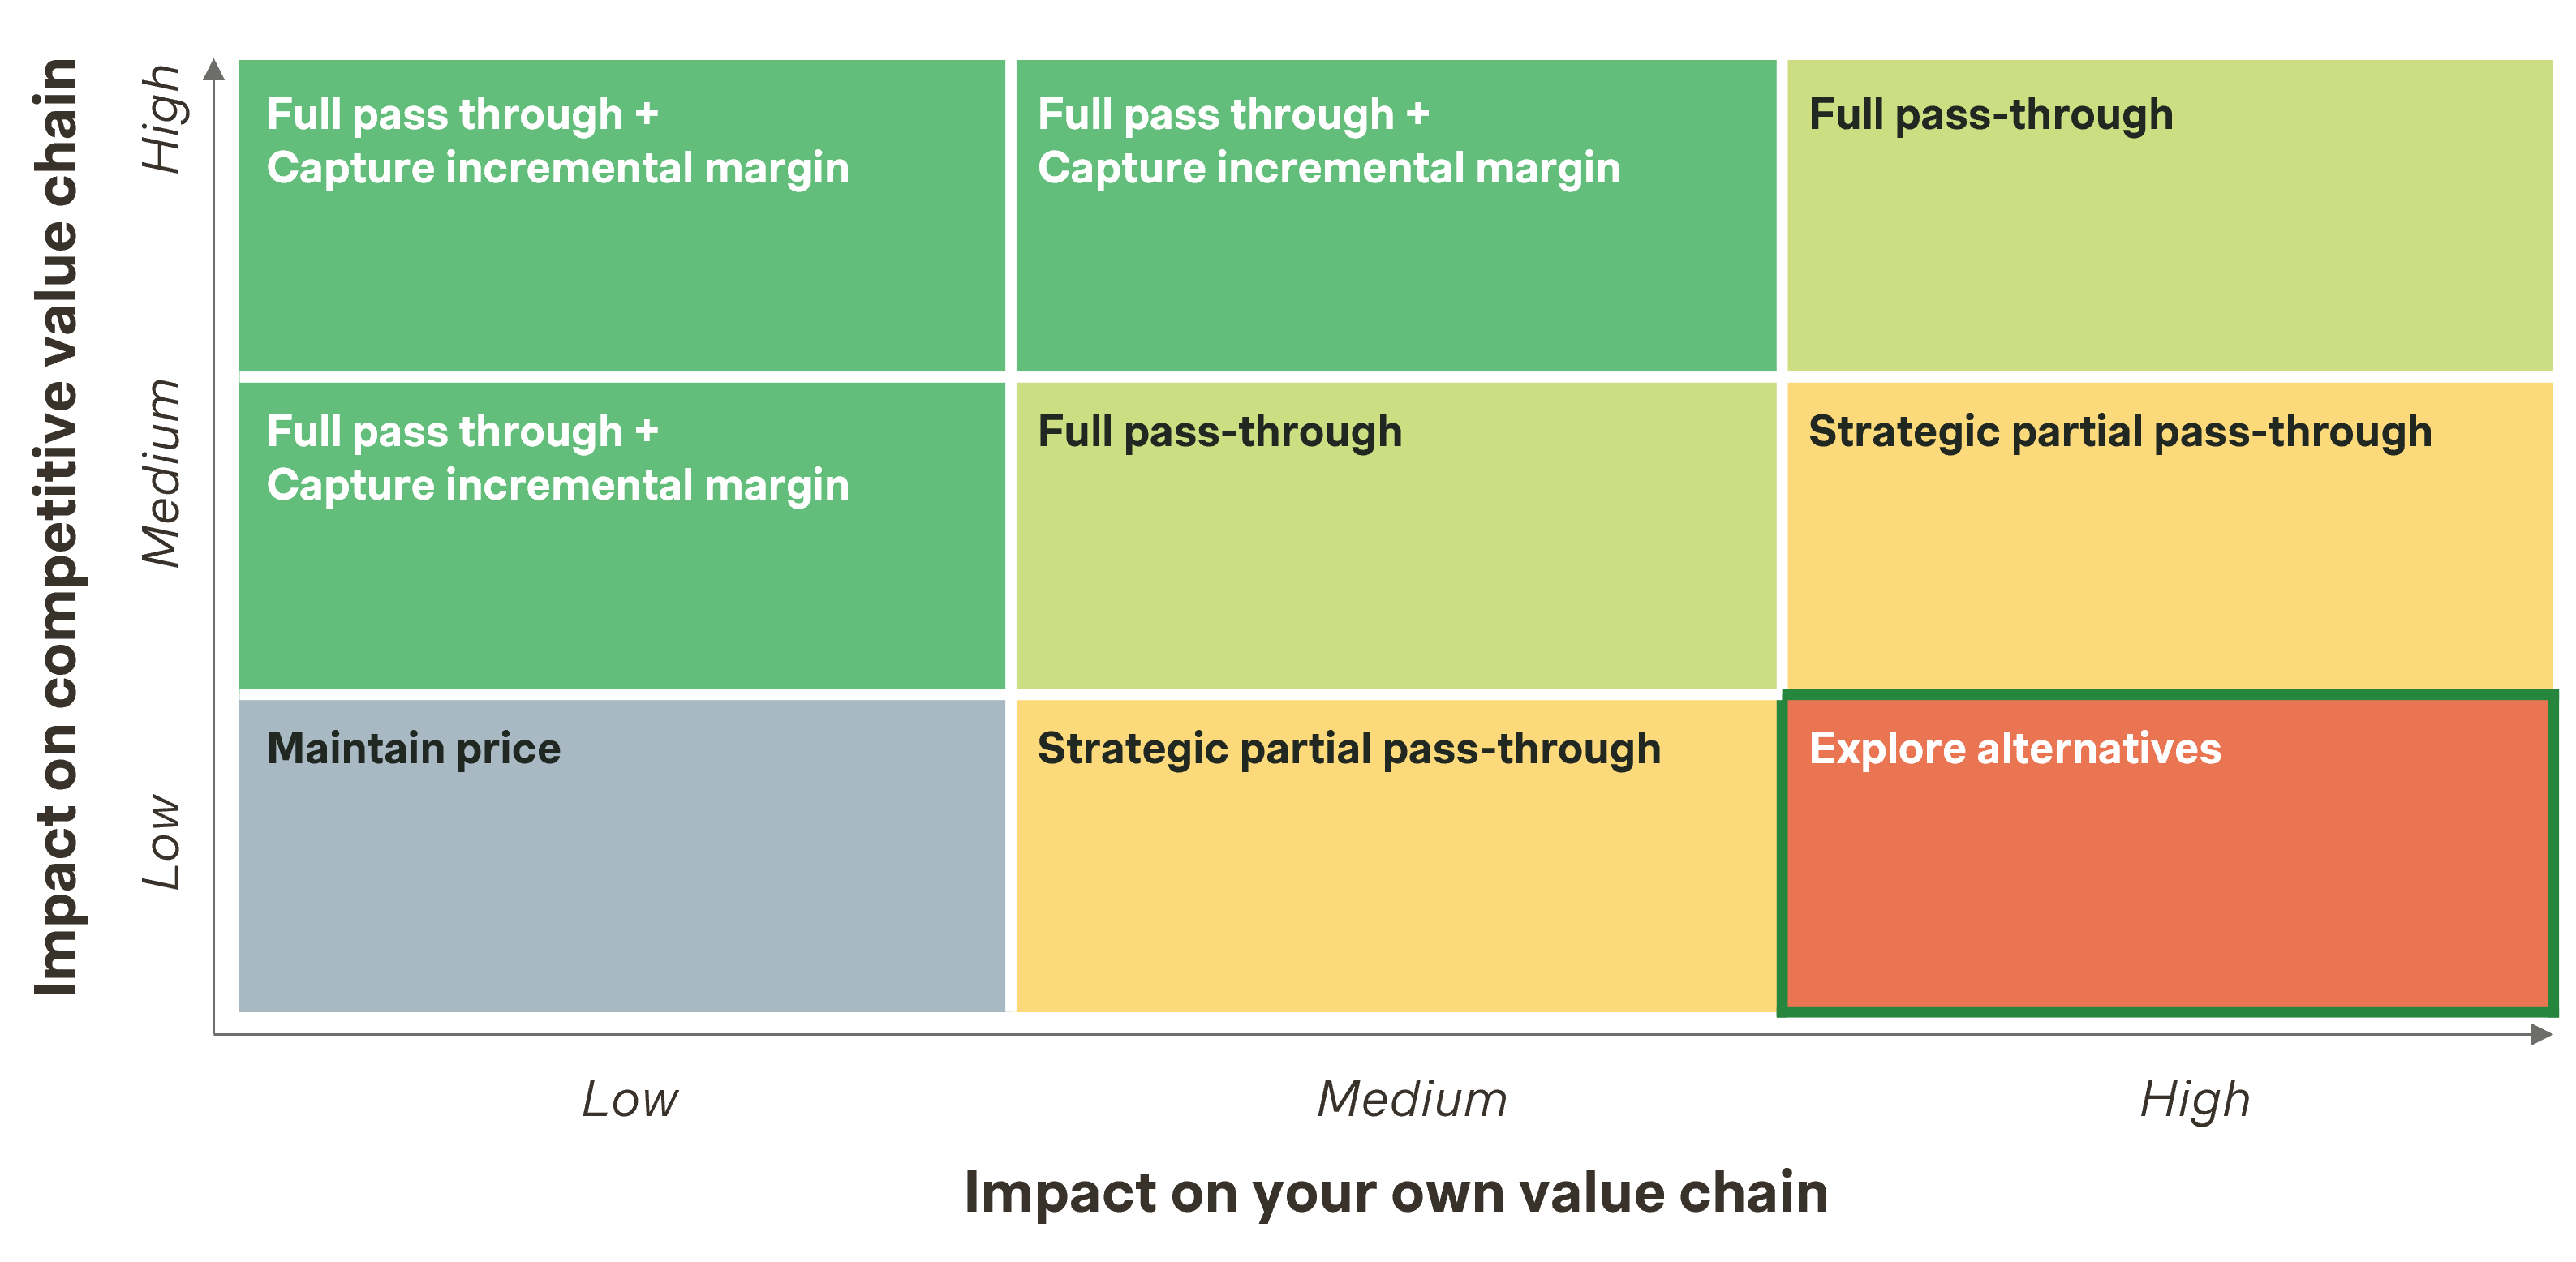 Impact on competitive value chain
High
Medium
Low
Full pass through +
Capture incremental margin
Full pass through +
Capture incremental margin
Full pass-through
Full pass through +
Capture incremental margin
Full pass-through
Strategic partial pass-through
Maintain price
Strategic partial pass-through
Explore alternatives
Low
Medium
High
Impact on your own value chain